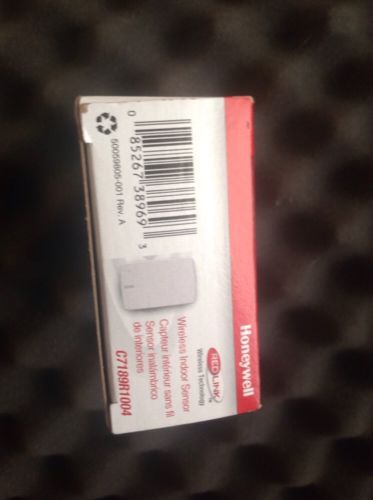 Honeywell
REDLINK
Wireless Technology
Wireless Indoor Sensor
Capteur intérieur sans fil
Sensor inalámbrico
de interiores
C7189R1004
0 85267 38969 3
50059805-001 Rev. A